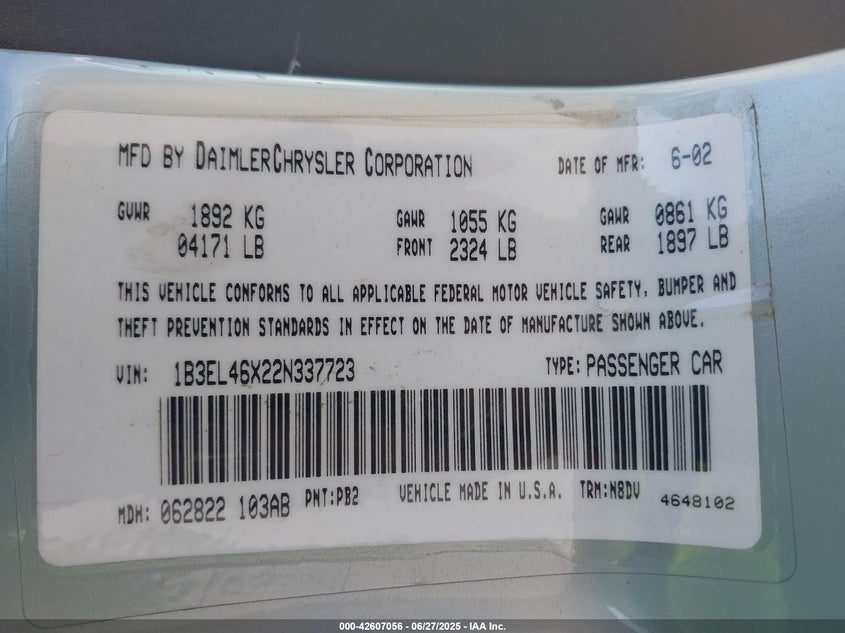 MFD BY DAIMLERCHRYSLER CORPORATION DATE OF MFR: 6-02
GVWR 1892 KG GAWR 1055 KG GAWR 0861 KG
04171 LB FRONT 2324 LB REAR 1897 LB
THIS VEHICLE CONFORMS TO ALL APPLICABLE FEDERAL MOTOR VEHICLE SAFETY, BUMPER AND
THEFT PREVENTION STANDARDS IN EFFECT ON THE DATE OF MANUFACTURE SHOWN ABOVE.
VIN: 1B3EL46X22N337723 TYPE: PASSENGER CAR
MDH: 062822 103AB PNT:PB2 VEHICLE MADE IN U.S.A. TRM:N8DV 4648102
000-42607056 - 06/27/2025 - IAA Inc.